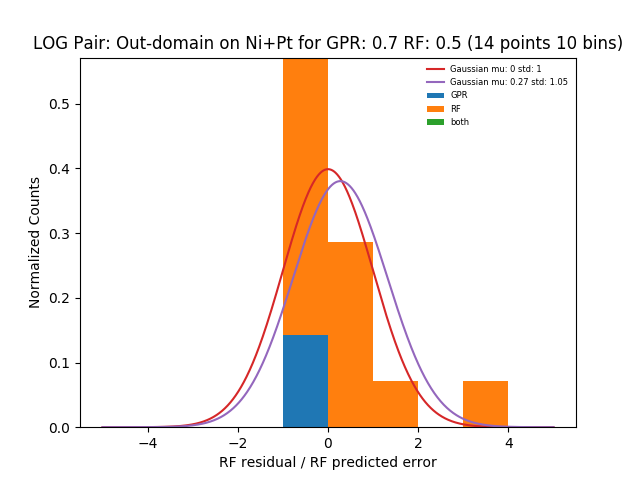 LOG Pair: Out-domain on Ni+Pt for GPR: 0.7 RF: 0.5 (14 points 10 bins)
Gaussian mu: 0 std: 1
Gaussian mu: 0.27 std: 1.05
GPR
RF
both
Normalized Counts
0.5
0.4
0.3
0.2
0.1
0.0
−4 −2 0 2 4
RF residual / RF predicted error